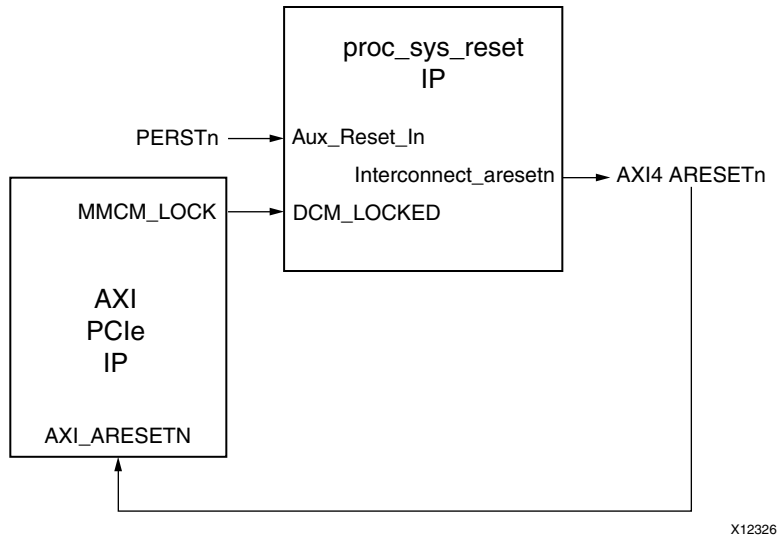 proc_sys_reset
IP
PERSTn
Aux_Reset_In
Interconnect_aresetn
AXI4 ARESETn
MMCM_LOCK
DCM_LOCKED
AXI
PCIe
IP
AXI_ARESETN
X12326